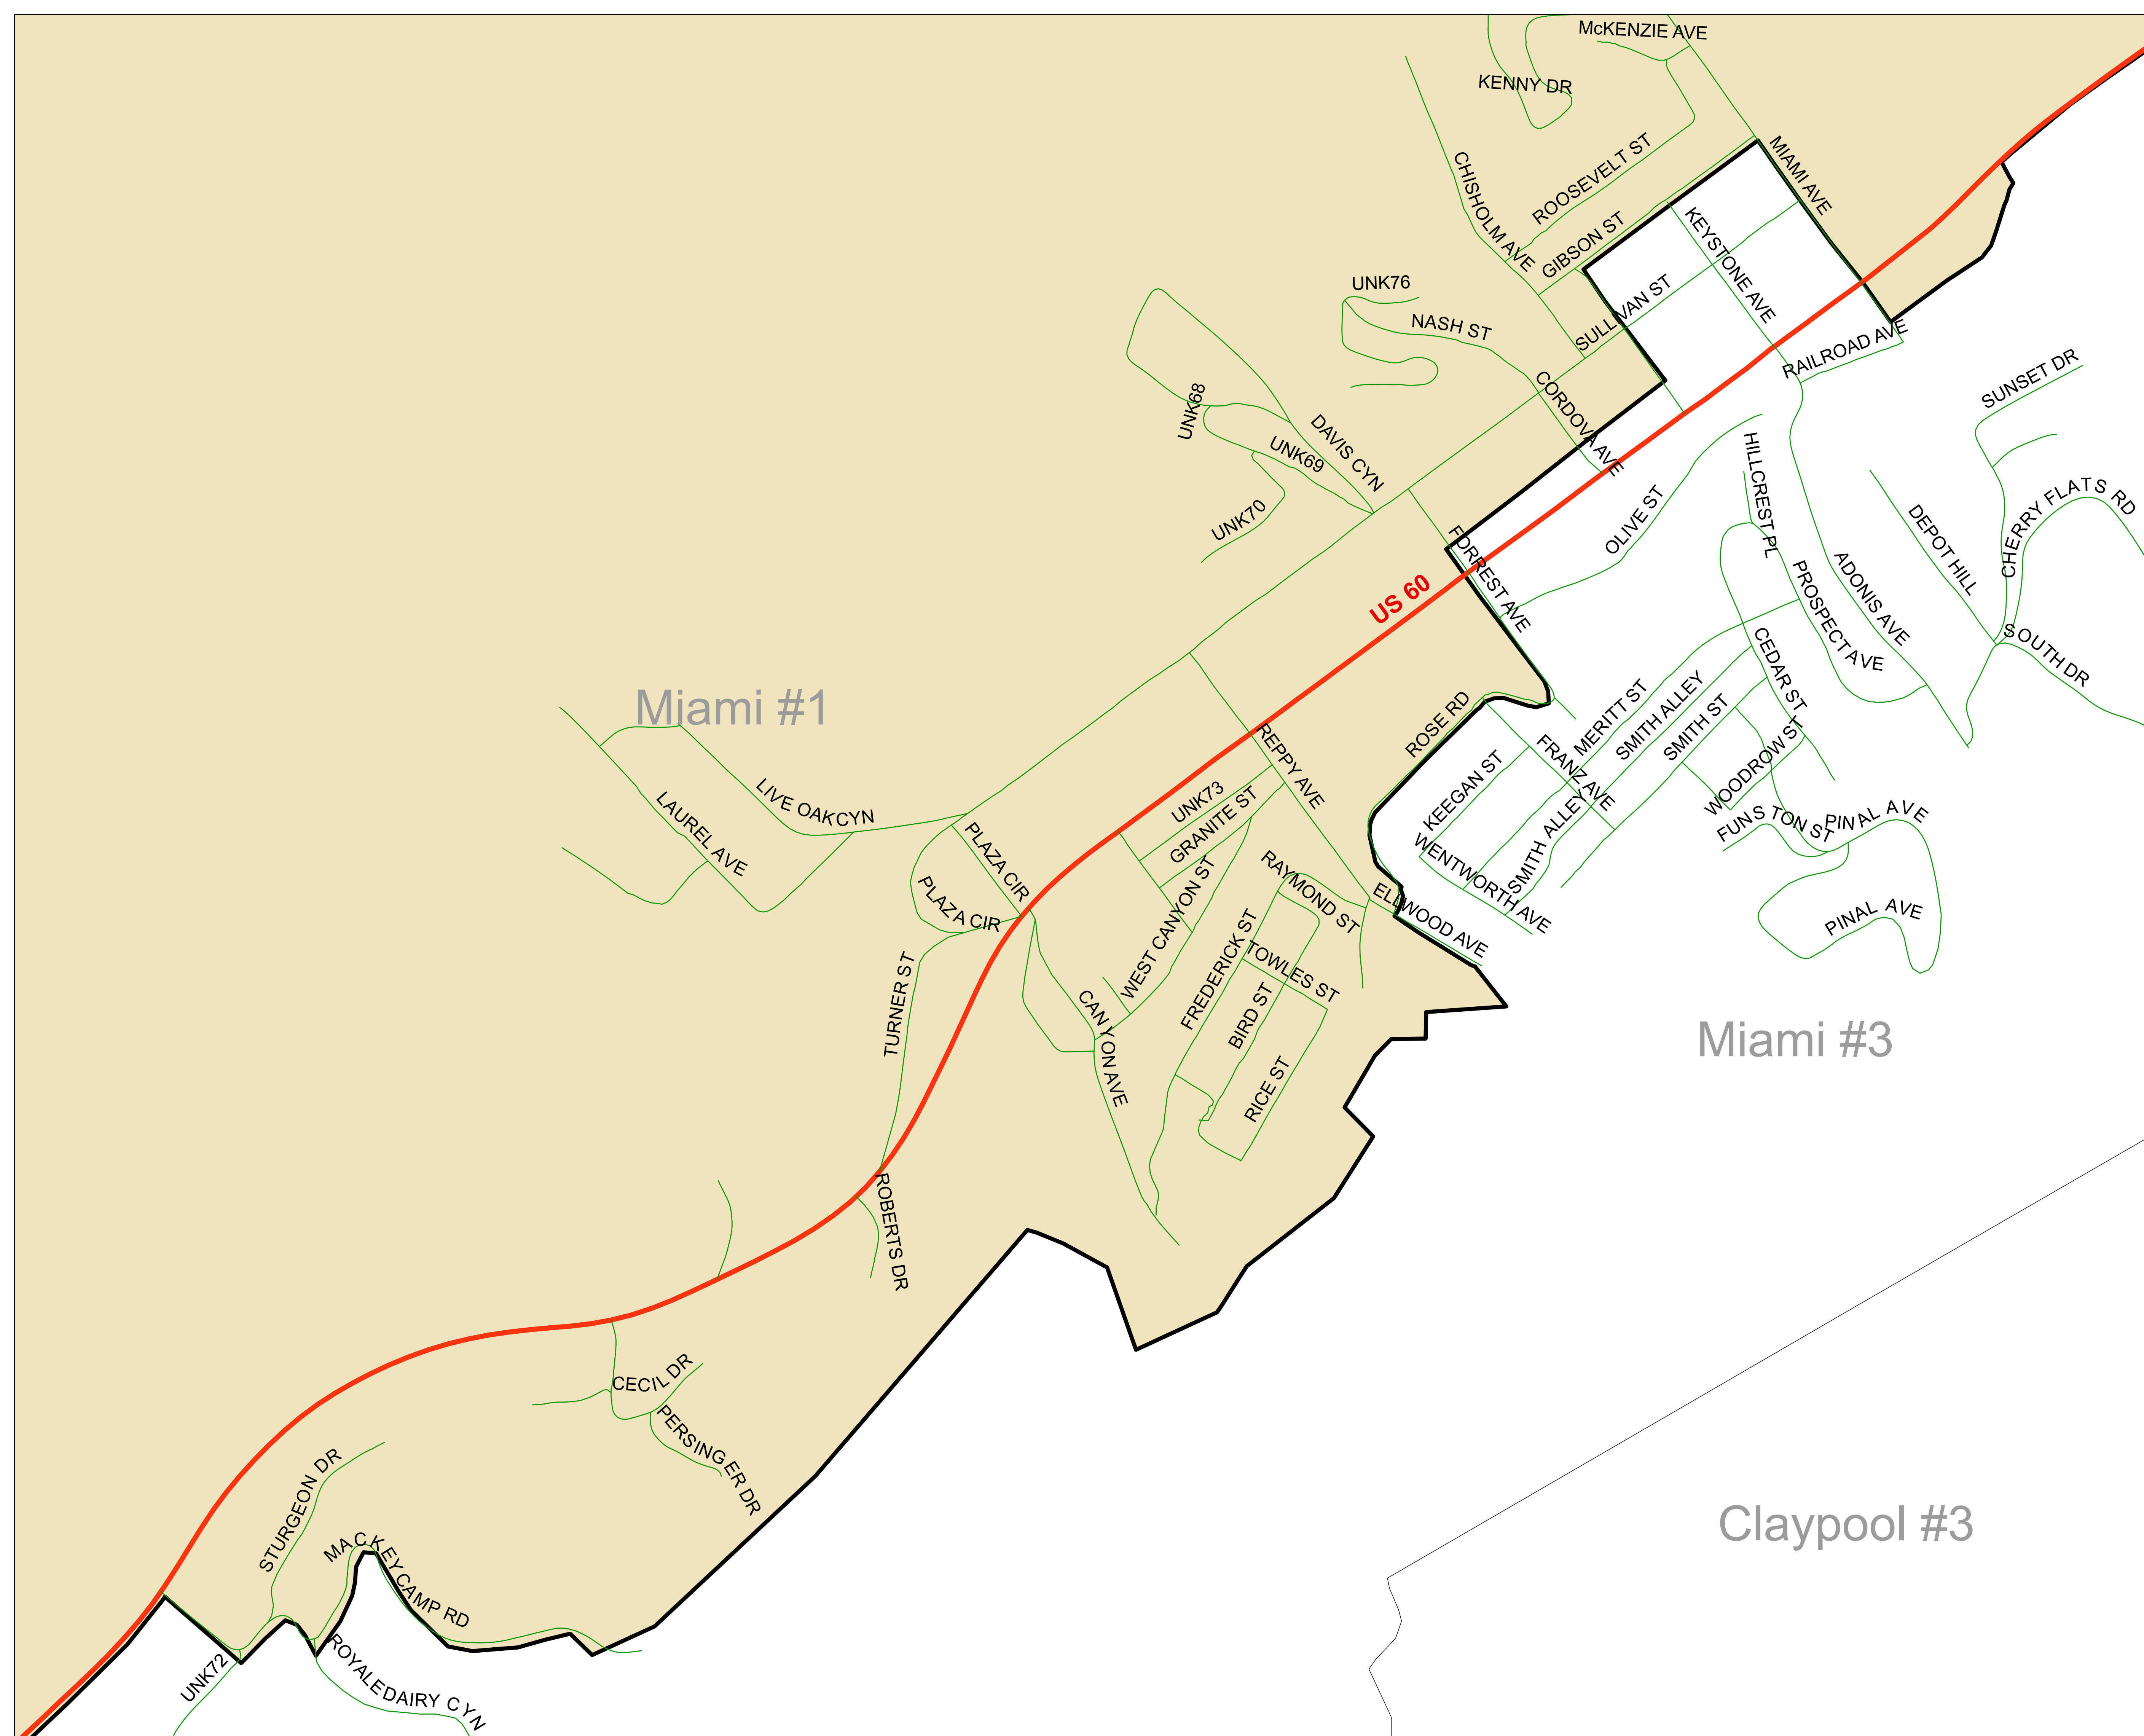 McKENZIE AVE
KENNY DR
MIAMI AVE
ROOSEVELT ST
CHISHOLM AVE
GIBSON ST
KEYSTONE AVE
UNK76
SULLIVAN ST
NASH ST
RAILROAD AVE
SUNSET DR
UNK68
CORDOVA AVE
DAVIS CYN
UNK69
HILLCREST PL
UNK70
OLIVE ST
CHERRY FLATS RD
DEPOT HILL
FORREST AVE
US 60
PROSPECT AVE
ADONIS AVE
SOUTH DR
CEDAR ST
Miami #1
ROSE RD
MERITT ST
SMITH ALLEY
SMITH ST
REPPY AVE
FRANZ AVE
WOODROW ST
LIVE OAK CYN
LAUREL AVE
UNK73
GRANITE ST
KEEGAN ST
SMITH ALLEY
FUNSTON ST
PINAL AVE
PLAZA CIR
PLAZA CIR
WEST CANYON ST
RAYMOND ST
WENTWORTH AVE
ELLWOOD AVE
PINAL AVE
FREDERICK ST
TOWLES ST
TURNER ST
CANYON AVE
BIRD ST
RICE ST
Miami #3
ROBERTS DR
CECIL DR
PERSINGER DR
STURGEON DR
MACKEY CAMP RD
Claypool #3
UNK72
ROYALE DAIRY CYN